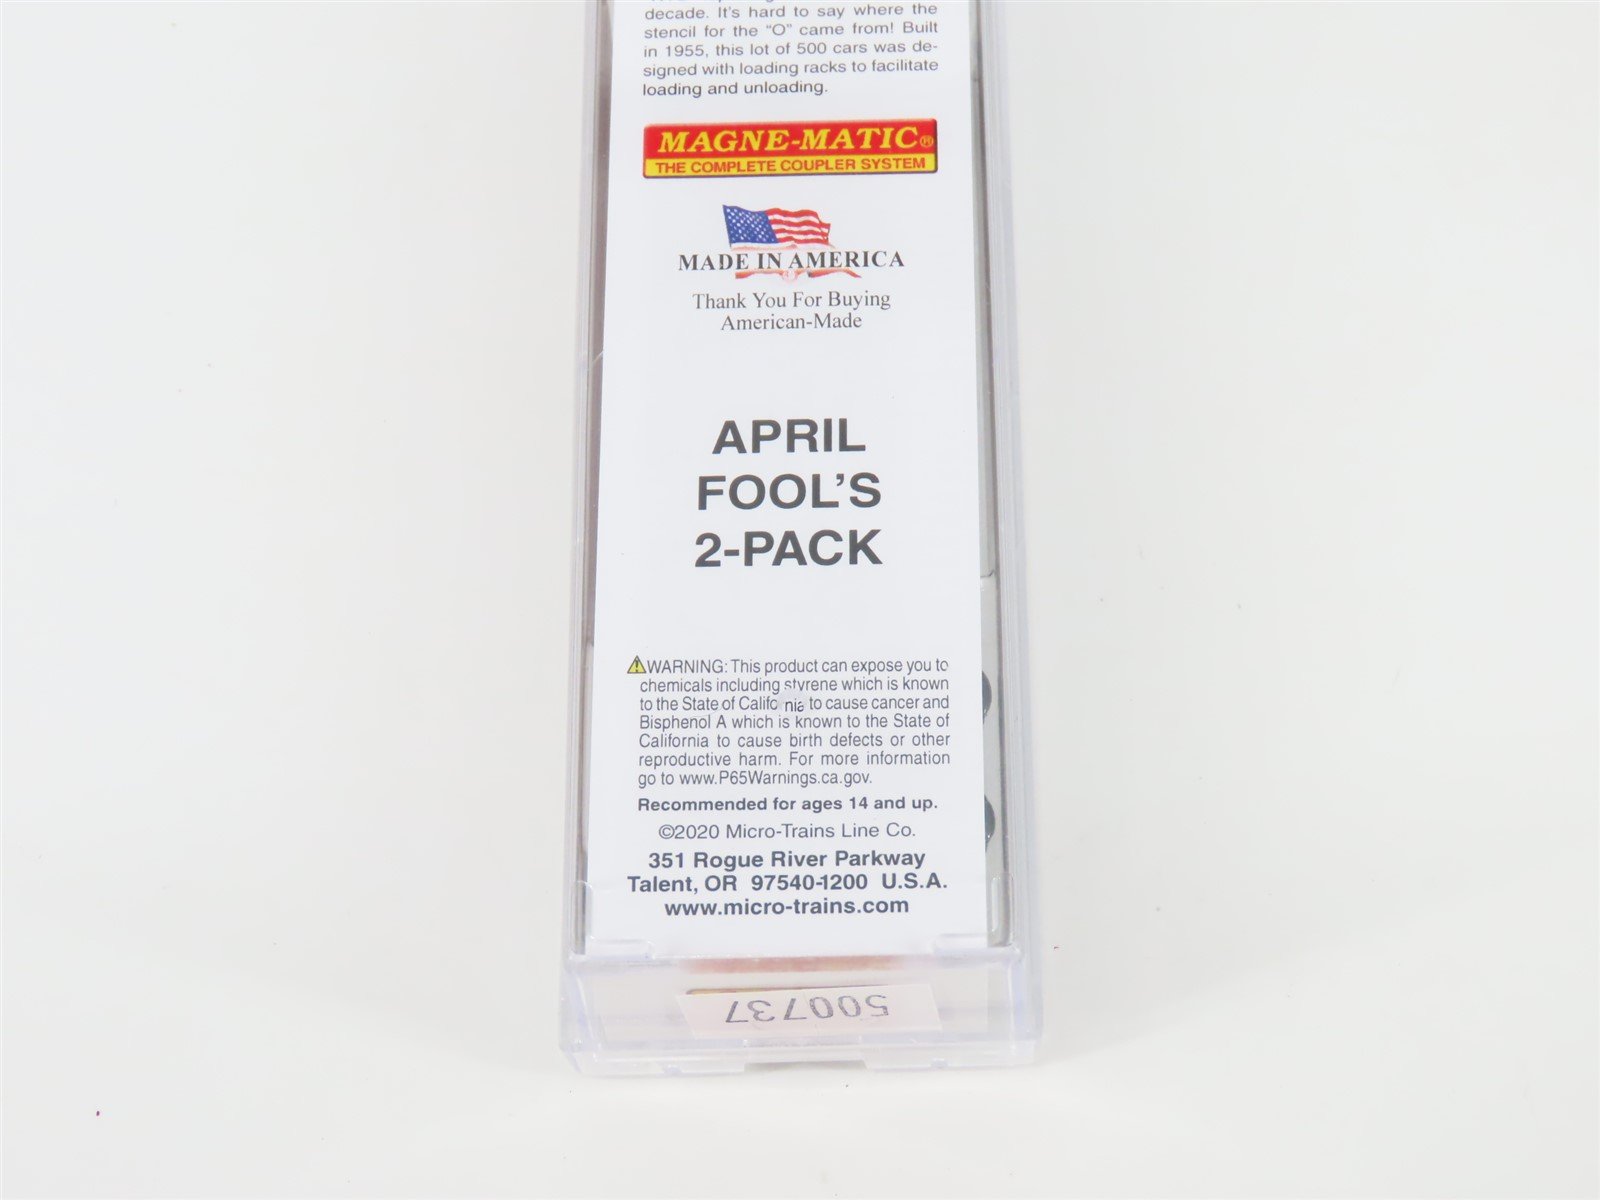 decade. It's hard to say where the
stencil for the "O" came from! Built
in 1955, this lot of 500 cars was de-
signed with loading racks to facilitate
loading and unloading.
MAGNE-MATIC®
THE COMPLETE COUPLER SYSTEM
MADE IN AMERICA
Thank You For Buying
American-Made
APRIL
FOOL'S
2-PACK
WARNING: This product can expose you to
chemicals including styrene which is known
to the State of California to cause cancer and
Bisphenol A which is known to the State of
California to cause birth defects or other
reproductive harm. For more information
go to www.P65Warnings.ca.gov.
Recommended for ages 14 and up.
©2020 Micro-Trains Line Co.
351 Rogue River Parkway
Talent, OR 97540-1200 U.S.A.
www.micro-trains.com
500737